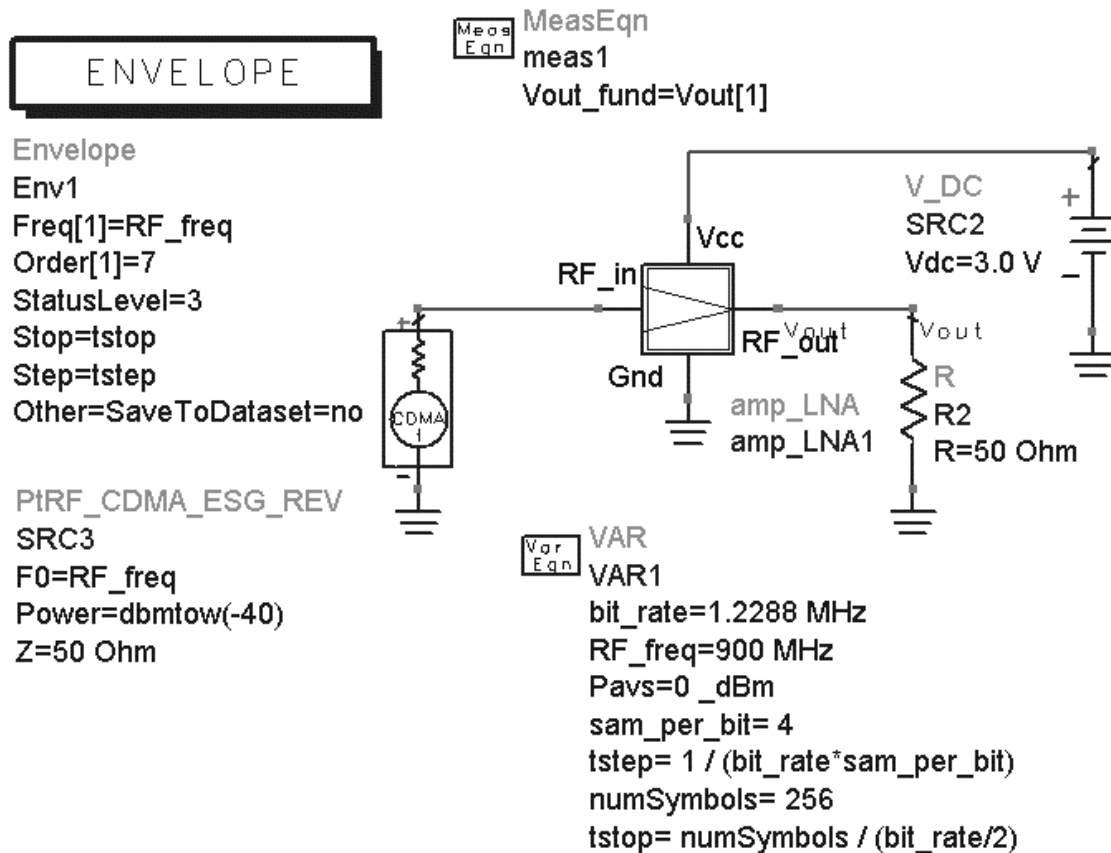 ENVELOPE
Meas
Eqn
MeasEqn
meas1
Vout_fund=Vout[1]
Envelope
Env1
Freq[1]=RF_freq
Order[1]=7
StatusLevel=3
Stop=tstop
Step=tstep
Other=SaveToDataset=no
Vcc
RF_in
RF_out
Gnd
Vout
Vout
amp_LNA
amp_LNA1
+
V_DC
SRC2
Vdc=3.0 V
-
R
R2
R=50 Ohm
+
CDMA
-
PtRF_CDMA_ESG_REV
SRC3
F0=RF_freq
Power=dbmtow(-40)
Z=50 Ohm
Var
Eqn
VAR
VAR1
bit_rate=1.2288 MHz
RF_freq=900 MHz
Pavs=0 _dBm
sam_per_bit= 4
tstep= 1 / (bit_rate*sam_per_bit)
numSymbols= 256
tstop= numSymbols / (bit_rate/2)